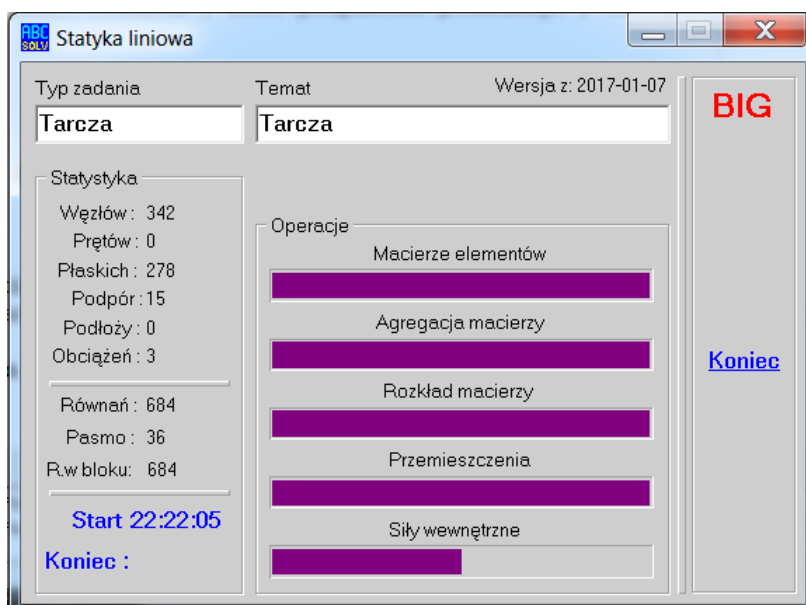 ABC
SOLV
Statyka liniowa
Typ zadania
Temat
Wersja z: 2017-01-07
Tarcza
Tarcza
BIG
Statystyka
Węzłów : 342
Prętów : 0
Płaskich : 278
Podpór : 15
Podłoży : 0
Obciążeń : 3
Równań : 684
Pasmo : 36
R.w bloku: 684
Start 22:22:05
Koniec :
Operacje
Macierze elementów
Agregacja macierzy
Rozkład macierzy
Przemieszczenia
Siły wewnętrzne
Koniec